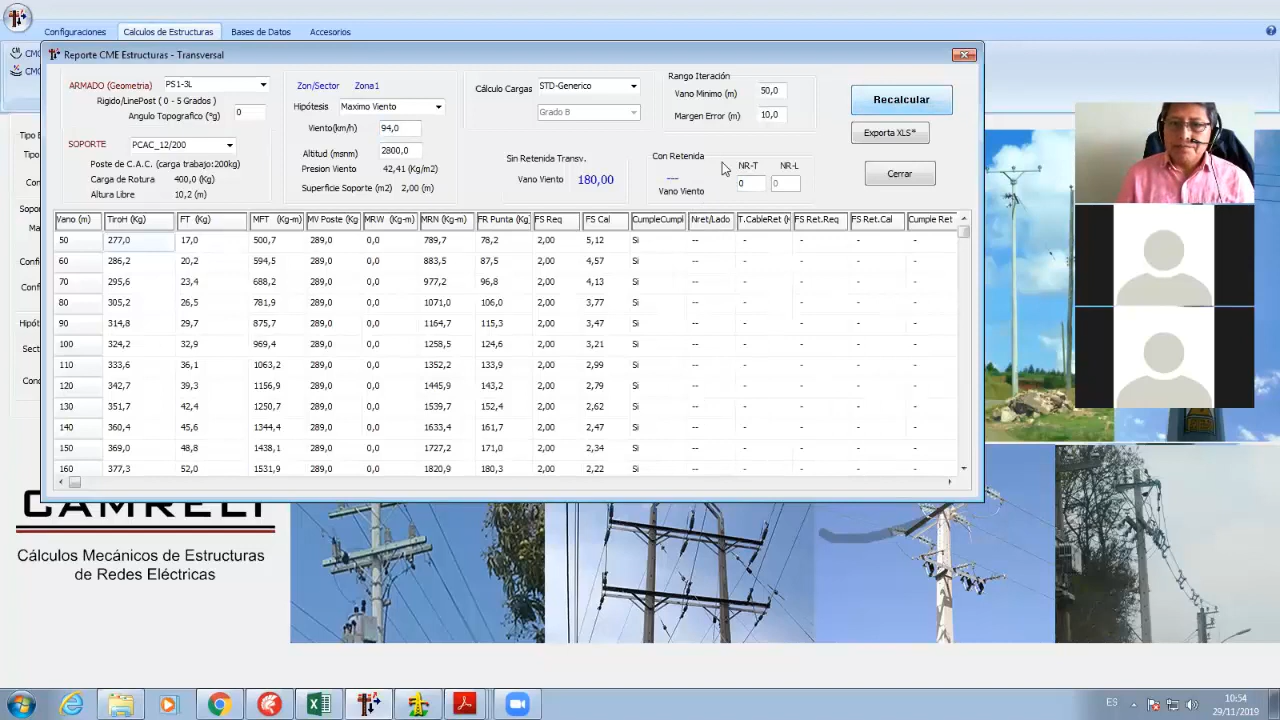 Configuraciones Calculos de Estructuras Bases de Datos Accesorios
Reporte CME Estructuras - Transversal
ARMADO (Geometria) PS1-3L
Rigido/LinePost ( 0 - 5 Grados )
Angulo Topografico (°g) 0
SOPORTE PCAC_12/200
Poste de C.A.C. (carga trabajo:200kg)
Carga de Rotura 400,0 (Kg)
Altura Libre 10,2 (m)
Zon/Sector Zona1
Hipótesis Maximo Viento
Viento(km/h) 94,0
Altitud (msnm) 2800,0
Presion Viento 42,41 (Kg/m2)
Superficie Soporte (m2) 2,00 (m)
Cálculo Cargas STD-Generico
Grado B
Sin Retenida Transv.
Vano Viento 180,00
Rango Iteración
Vano Minimo (m) 50,0
Margen Error (m) 10,0
Con Retenida
NR-T NR-L
---
Vano Viento 0 0
Recalcular
Exporta XLS*
Cerrar
Vano (m) TiroH (Kg) FT (Kg) MFT (Kg-m) MV Poste (Kg MRW (Kg-m) MRN (Kg-m) FR Punta (Kg FS Req FS Cal CumpleCumpl Nret/Lado T.CableRet (K FS Ret.Req FS Ret.Cal Cumple Ret
50 277,0 17,0 500,7 289,0 0,0 789,7 78,2 2,00 5,12 Si -- - -- - -
60 286,2 20,2 594,5 289,0 0,0 883,5 87,5 2,00 4,57 Si -- - -- - -
70 295,6 23,4 688,2 289,0 0,0 977,2 96,8 2,00 4,13 Si -- - -- - -
80 305,2 26,5 781,9 289,0 0,0 1071,0 106,0 2,00 3,77 Si -- - -- - -
90 314,8 29,7 875,7 289,0 0,0 1164,7 115,3 2,00 3,47 Si -- - -- - -
100 324,2 32,9 969,4 289,0 0,0 1258,5 124,6 2,00 3,21 Si -- - -- - -
110 333,6 36,1 1063,2 289,0 0,0 1352,2 133,9 2,00 2,99 Si -- - -- - -
120 342,7 39,3 1156,9 289,0 0,0 1445,9 143,2 2,00 2,79 Si -- - -- - -
130 351,7 42,4 1250,7 289,0 0,0 1539,7 152,4 2,00 2,62 Si -- - -- - -
140 360,4 45,6 1344,4 289,0 0,0 1633,4 161,7 2,00 2,47 Si -- - -- - -
150 369,0 48,8 1438,1 289,0 0,0 1727,2 171,0 2,00 2,34 Si -- - -- - -
160 377,3 52,0 1531,9 289,0 0,0 1820,9 180,3 2,00 2,22 Si -- - -- - -
CAMRELI
Cálculos Mecánicos de Estructuras
de Redes Eléctricas
ES 10:54
29/11/2019